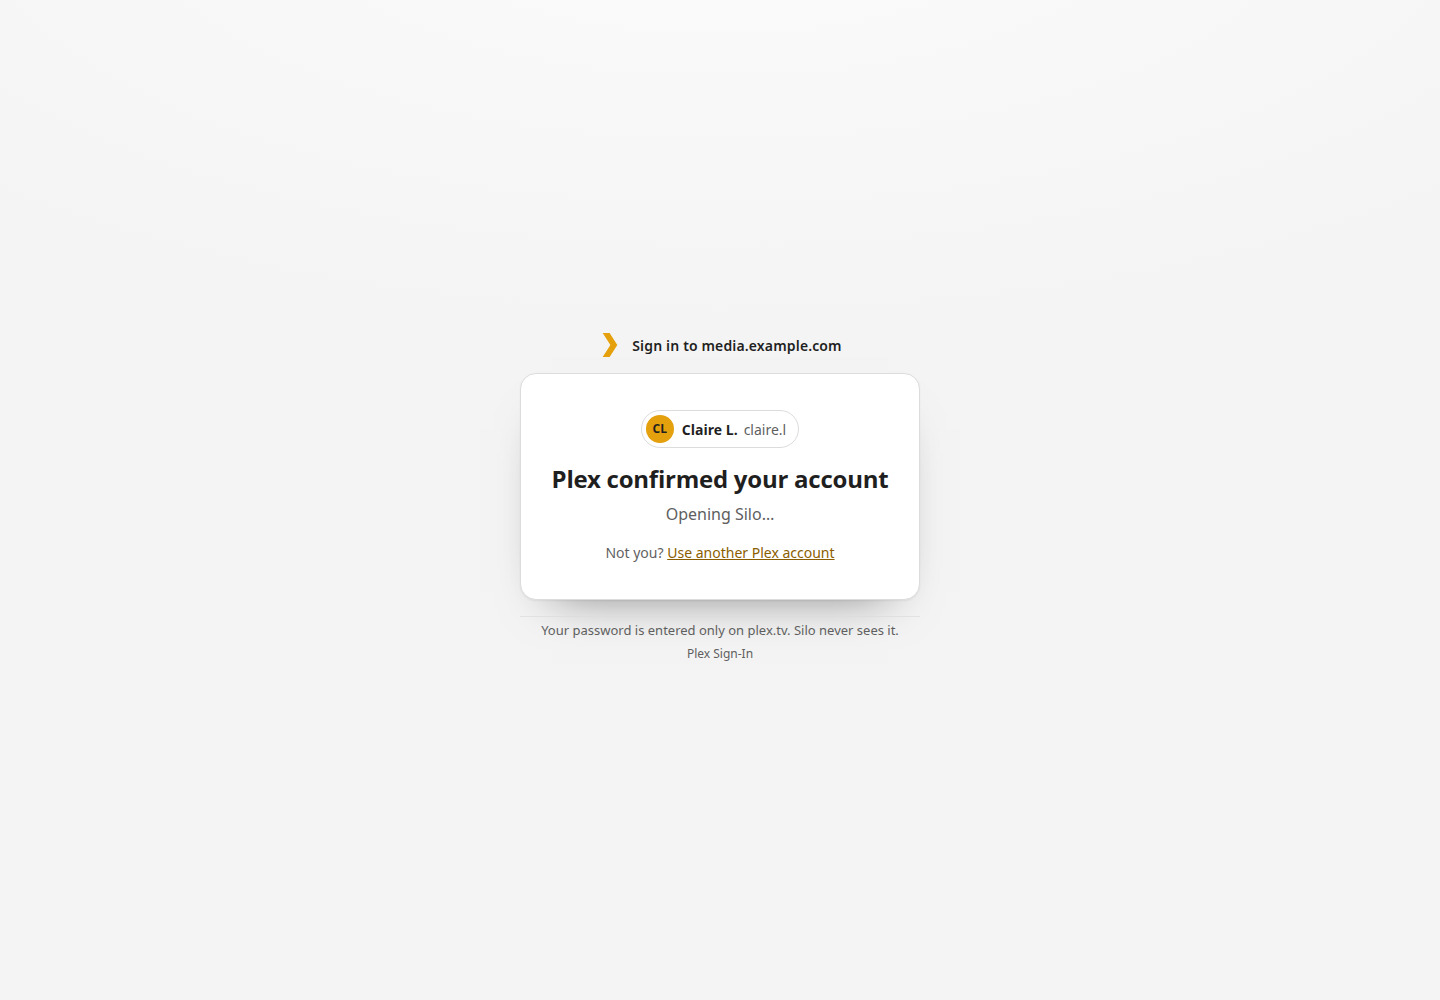 Sign in to media.example.com
CL Claire L. claire.l
Plex confirmed your account
Opening Silo...
Not you? Use another Plex account
Your password is entered only on plex.tv. Silo never sees it.
Plex Sign-In